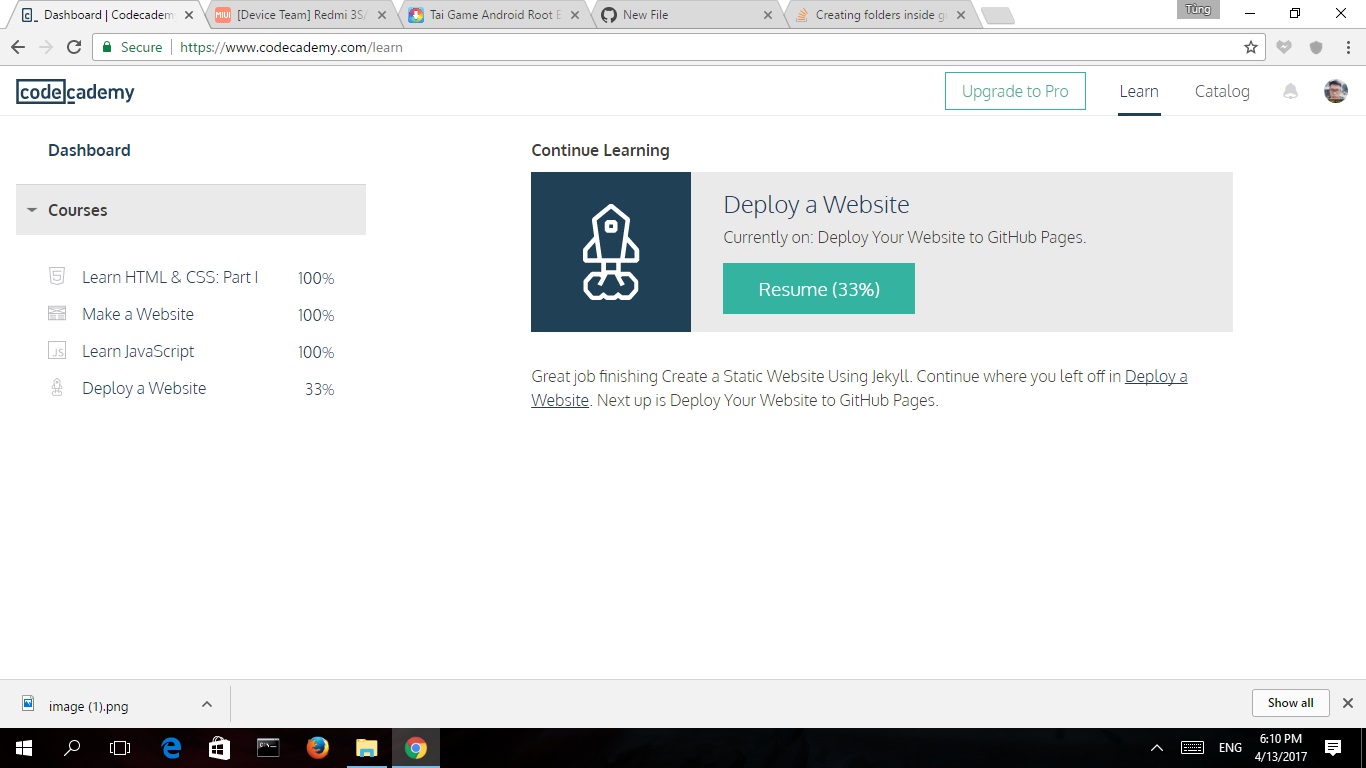 Dashboard | Codecadem
[Device Team] Redmi 3S/
Tai Game Android Root E
New File
Creating folders inside g
Tùng
Secure
https://www.codecademy.com/learn
codecademy
Upgrade to Pro
Learn
Catalog
Dashboard
Courses
Learn HTML & CSS: Part I 100%
Make a Website 100%
Learn JavaScript 100%
Deploy a Website 33%
Continue Learning
Deploy a Website
Currently on: Deploy Your Website to GitHub Pages.
Resume (33%)
Great job finishing Create a Static Website Using Jekyll. Continue where you left off in Deploy a
Website. Next up is Deploy Your Website to GitHub Pages.
image (1).png
Show all
ENG
6:10 PM
4/13/2017